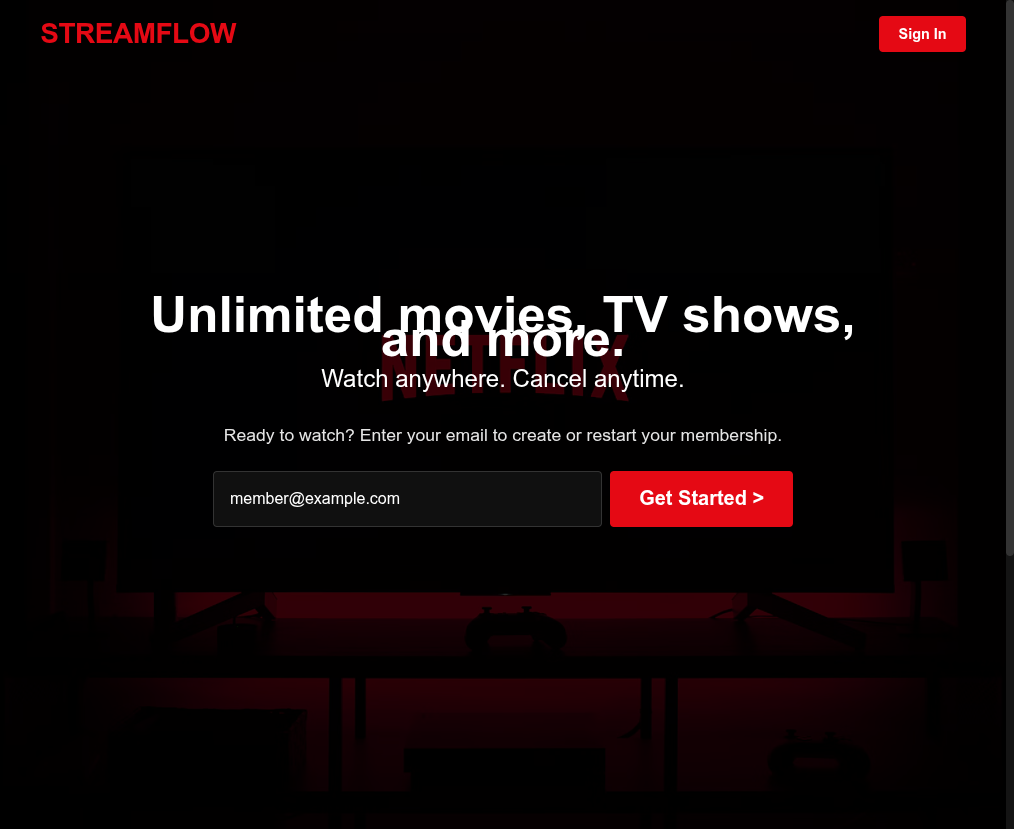 STREAMFLOW
Sign In
Unlimited movies, TV shows,
and more.
NETFLIX
Watch anywhere. Cancel anytime.
Ready to watch? Enter your email to create or restart your membership.
member@example.com
Get Started >